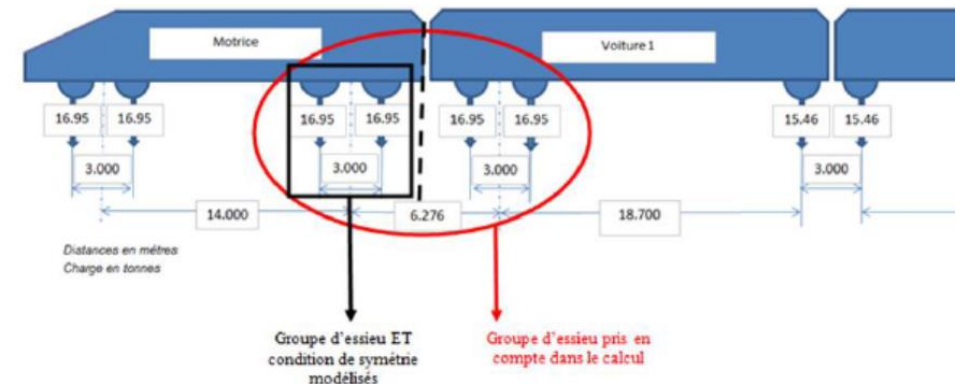 Motrice
Voiture 1
16.95 16.95 16.95 16.95 16.95 16.95 15.46 15.46
3.000 3.000 3.000 3.000
14.000 6.276 18.700
Distances en mètres
Charge en tonnes
Groupe d'essieu ET
condition de symétrie
modélisés
Groupe d'essieu pris en
compte dans le calcul